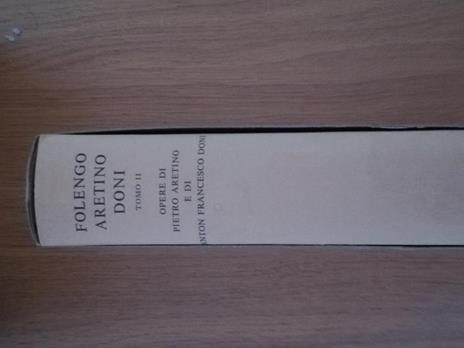 FOLENGO
ARETINO
DONI
TOMO II
OPERE DI
PIETRO ARETINO
E DI
ANTON FRANCESCO DONI